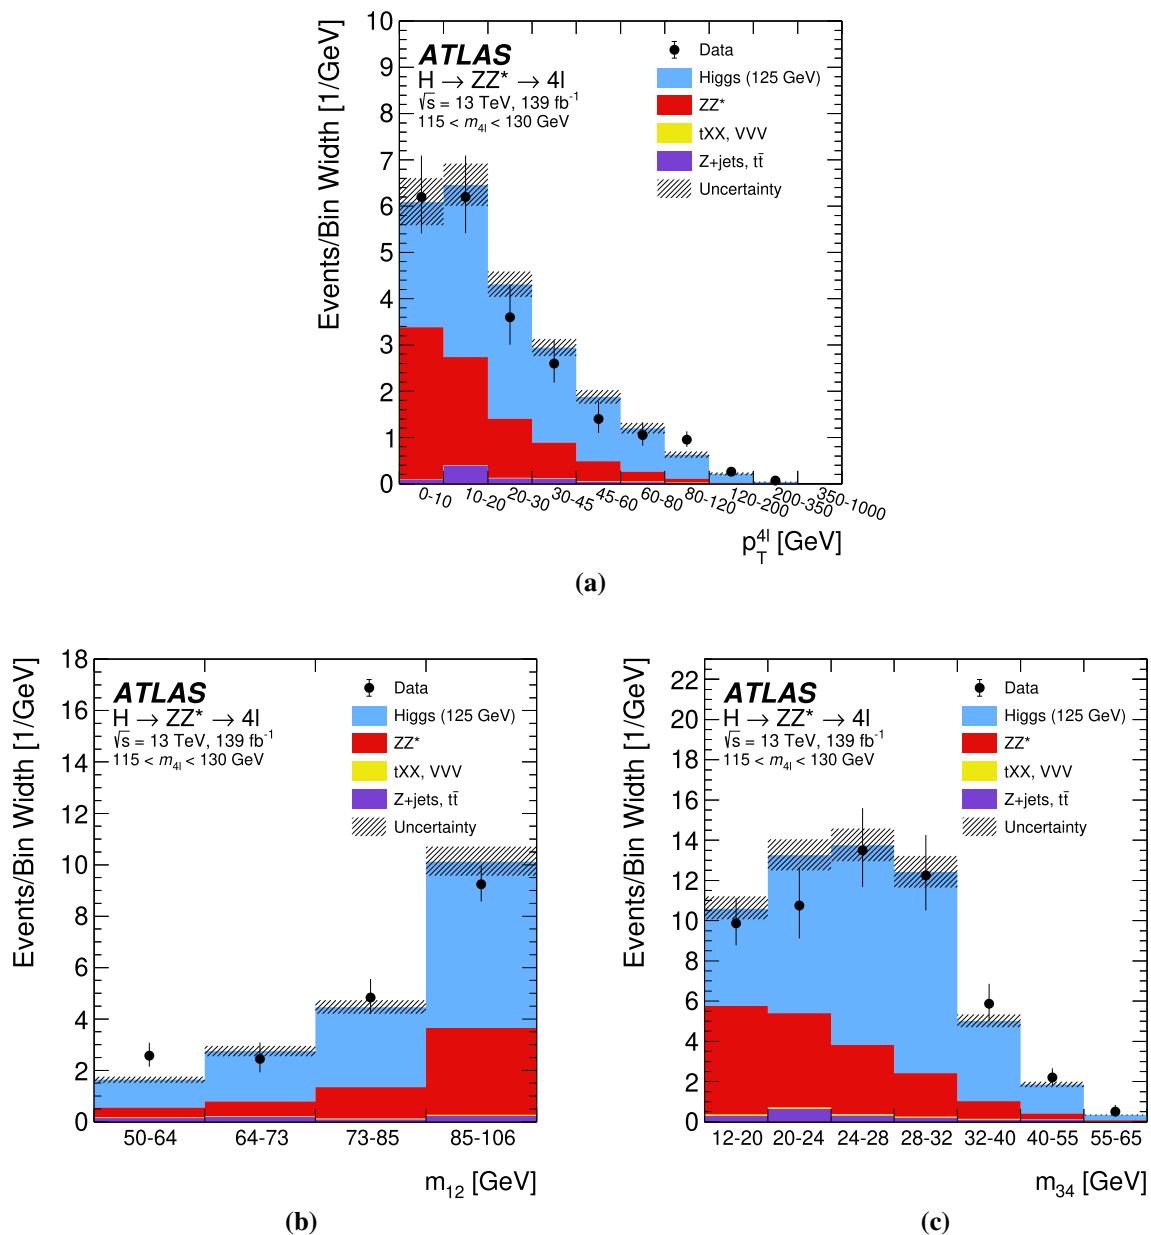 Events/Bin Width [1/GeV]
10
9
8
7
6
5
4
3
2
1
0
ATLAS
H → ZZ* → 4l
√s = 13 TeV, 139 fb⁻¹
115 < m₄ₗ < 130 GeV
Data
Higgs (125 GeV)
ZZ*
tXX, VVV
Z+jets, tt̄
Uncertainty
0-10 10-20 20-30 30-45 45-60 60-80 80-120 120-200 200-350 350-1000
p_T^4l [GeV]
(a)
Events/Bin Width [1/GeV]
18
16
14
12
10
8
6
4
2
0
ATLAS
H → ZZ* → 4l
√s = 13 TeV, 139 fb⁻¹
115 < m₄ₗ < 130 GeV
Data
Higgs (125 GeV)
ZZ*
tXX, VVV
Z+jets, tt̄
Uncertainty
50-64 64-73 73-85 85-106
m₁₂ [GeV]
(b)
Events/Bin Width [1/GeV]
22
20
18
16
14
12
10
8
6
4
2
0
ATLAS
H → ZZ* → 4l
√s = 13 TeV, 139 fb⁻¹
115 < m₄ₗ < 130 GeV
Data
Higgs (125 GeV)
ZZ*
tXX, VVV
Z+jets, tt̄
Uncertainty
12-20 20-24 24-28 28-32 32-40 40-55 55-65
m₃₄ [GeV]
(c)